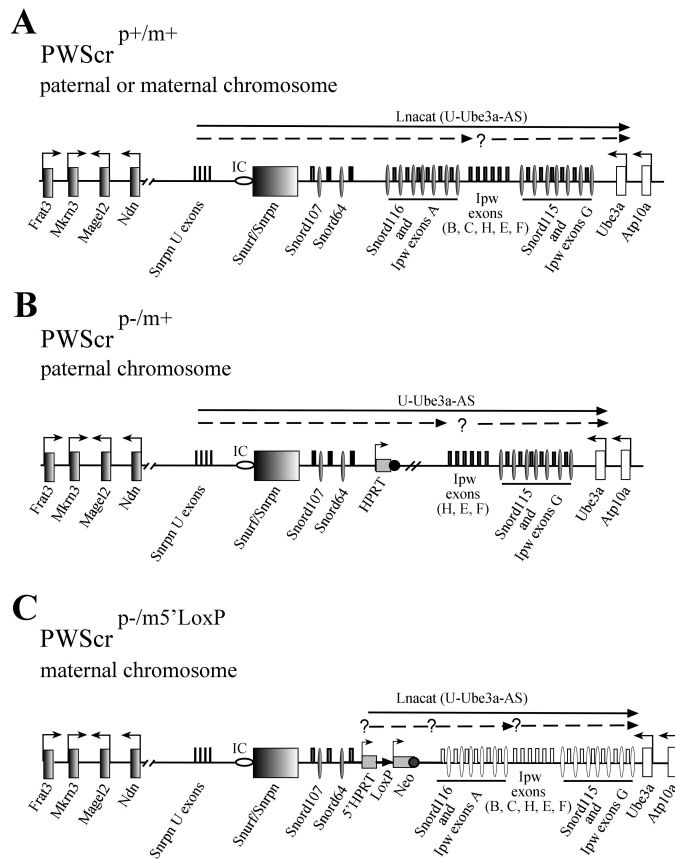 A
PWScr p+/m+
paternal or maternal chromosome
Lnacat (U-Ube3a-AS)
?
IC
Frat3
Mkrn3
Magel2
Ndn
Snrpn U exons
Snurf/Snrpn
Snord107
Snord64
Snord116
and
Ipw exons A
Ipw
exons
(B, C, H, E, F)
Snord115
and
Ipw exons G
Ube3a
Atp10a
B
PWScr p-/m+
paternal chromosome
U-Ube3a-AS
?
IC
Frat3
Mkrn3
Magel2
Ndn
Snrpn U exons
Snurf/Snrpn
Snord107
Snord64
HPRT
Ipw
exons
(H, E, F)
Snord115
and
Ipw exons G
Ube3a
Atp10a
C
PWScr p-/m5'LoxP
maternal chromosome
Lnacat (U-Ube3a-AS)
? ? ?
IC
Frat3
Mkrn3
Magel2
Ndn
Snrpn U exons
Snurf/Snrpn
Snord107
Snord64
5'HPRT
LoxP
Neo
Snord116
and
Ipw exons A
Ipw
exons
(B, C, H, E, F)
Snord115
and
Ipw exons G
Ube3a
Atp10a